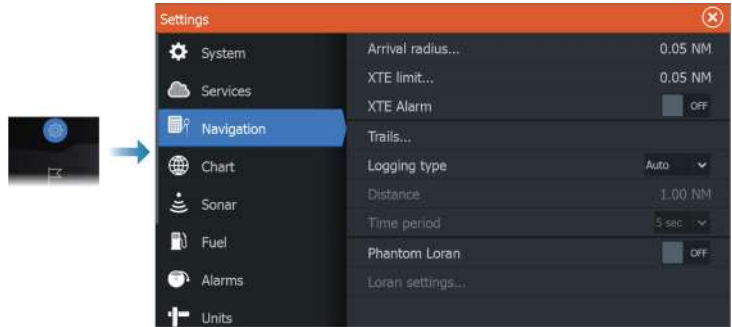 Settings
System
Services
Navigation
Chart
Sonar
Fuel
Alarms
Units
Arrival radius... 0.05 NM
XTE limit... 0.05 NM
XTE Alarm OFF
Trails...
Logging type Auto
Distance 1.00 NM
Time period 5 sec
Phantom Loran OFF
Loran settings...